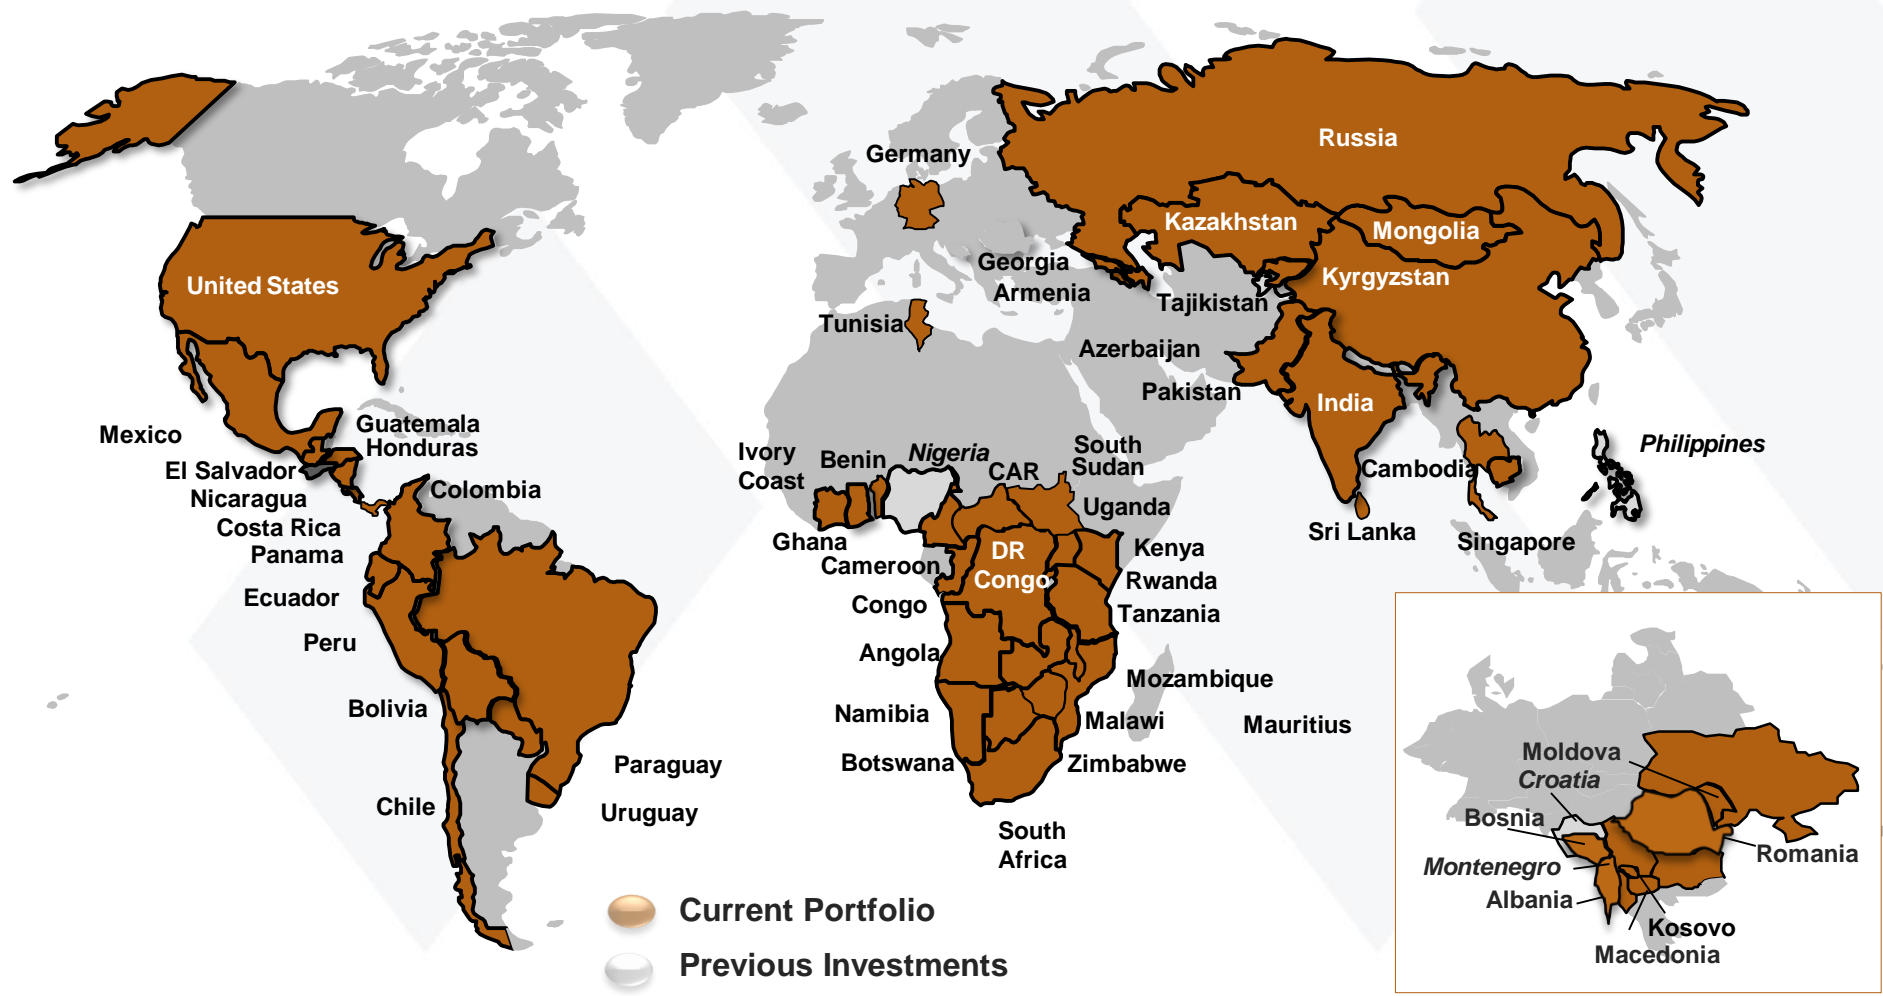 Russia
Germany
Kazakhstan
Mongolia
Georgia
Kyrgyzstan
United States
Armenia
Tajikistan
Tunisia
Azerbaijan
Pakistan
India
Mexico
Guatemala
Honduras
El Salvador
Nicaragua
Colombia
Costa Rica
Panama
Ecuador
Peru
Bolivia
Paraguay
Chile
Uruguay
Ivory
Coast
Benin
Nigeria
CAR
South
Sudan
Uganda
Ghana
Cameroon
DR
Congo
Kenya
Rwanda
Congo
Tanzania
Angola
Mozambique
Namibia
Malawi
Mauritius
Botswana
Zimbabwe
South
Africa
Philippines
Cambodia
Sri Lanka
Singapore
Moldova
Croatia
Bosnia
Romania
Montenegro
Albania
Kosovo
Macedonia
Current Portfolio
Previous Investments